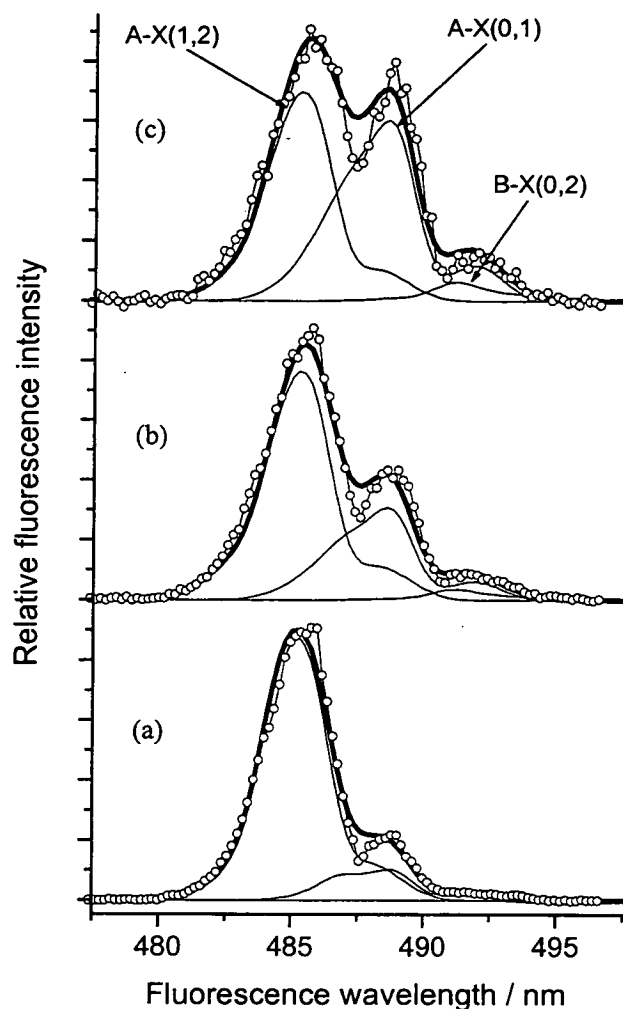 A-X(1,2)
A-X(0,1)
(c)
B-X(0,2)
(b)
(a)
Relative fluorescence intensity
480
485
490
495
Fluorescence wavelength / nm